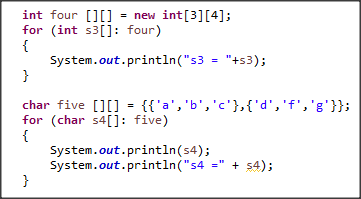 int four [][] = new int[3][4];
for (int s3[]: four)
{
System.out.println("s3 = "+s3);
}
char five [][] = {{'a','b','c'},{'d','f','g'}};
for (char s4[]: five)
{
System.out.println(s4);
System.out.println("s4 =" + s4);
}